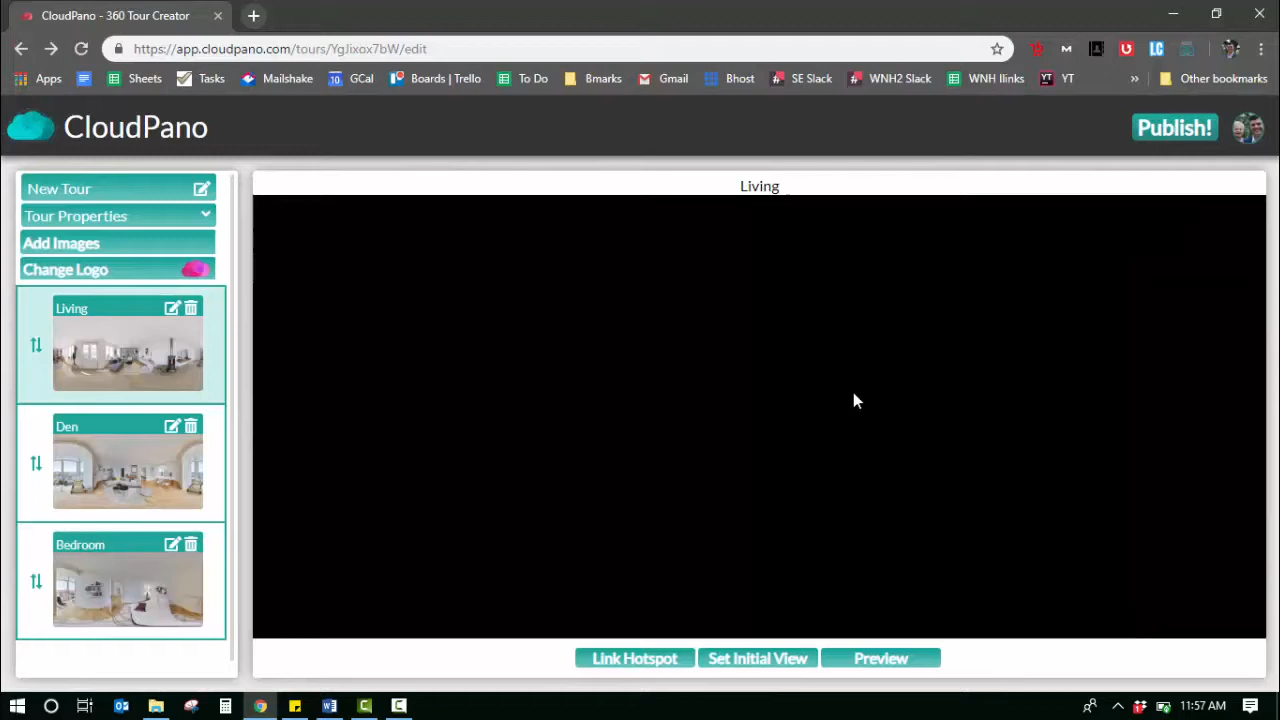 CloudPano - 360 Tour Creator
https://app.cloudpano.com/tours/YgJixox7bW/edit
Apps Sheets Tasks Mailshake GCal Boards | Trello To Do Bmarks Gmail Bhost SE Slack WNH2 Slack WNH Ilinks YT » Other bookmarks
CloudPano
Publish!
New Tour
Tour Properties
Add Images
Change Logo
Living
Den
Bedroom
Living
Link Hotspot Set Initial View Preview
11:57 AM